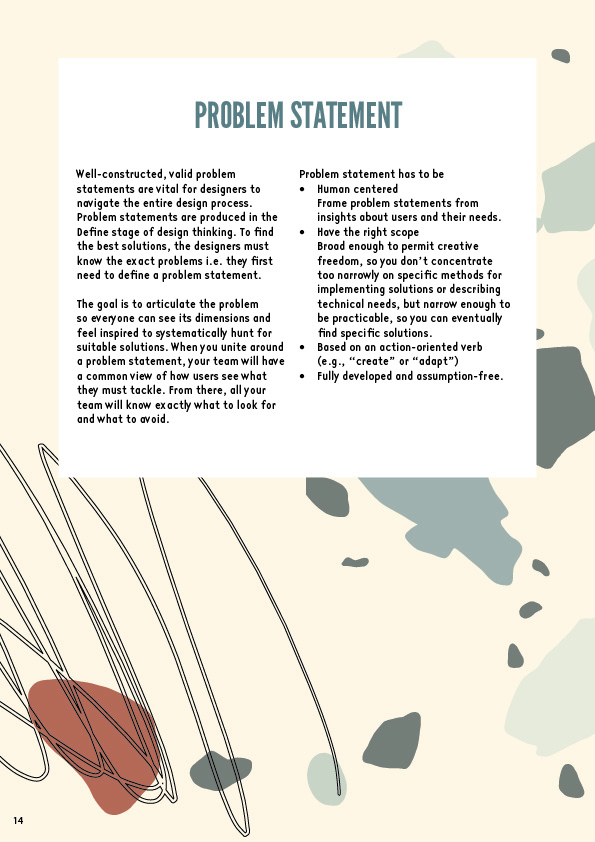 PROBLEM STATEMENT
Well-constructed, valid problem
statements are vital for designers to
navigate the entire design process.
Problem statements are produced in the
Define stage of design thinking. To find
the best solutions, the designers must
know the exact problems i.e. they first
need to define a problem statement.
The goal is to articulate the problem
so everyone can see its dimensions and
feel inspired to systematically hunt for
suitable solutions. When you unite around
a problem statement, your team will have
a common view of how users see what
they must tackle. From there, all your
team will know exactly what to look for
and what to avoid.
Problem statement has to be
• Human centered
Frame problem statements from
insights about users and their needs.
• Have the right scope
Broad enough to permit creative
freedom, so you don’t concentrate
too narrowly on specific methods for
implementing solutions or describing
technical needs, but narrow enough to
be practicable, so you can eventually
find specific solutions.
• Based on an action-oriented verb
(e.g., “create” or “adapt”)
• Fully developed and assumption-free.
14